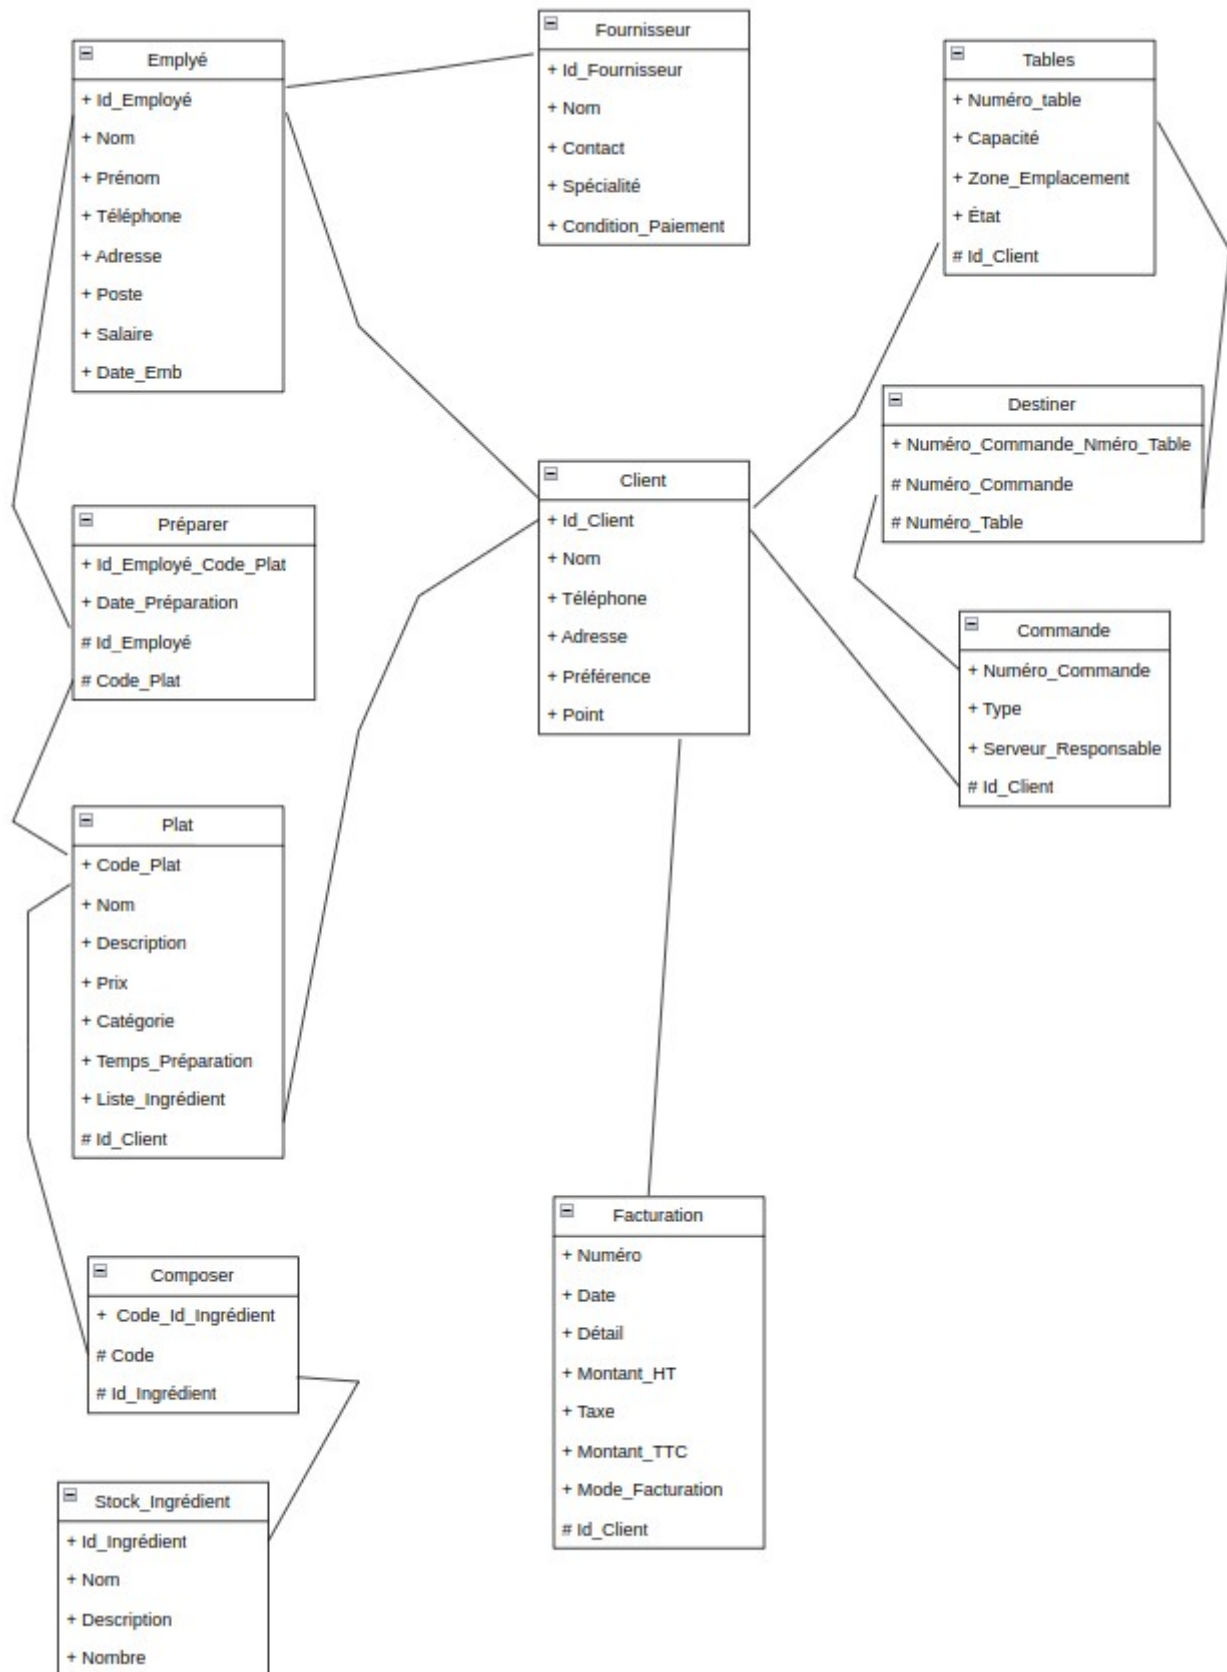 Emplyé
+ Id_Employé
+ Nom
+ Prénom
+ Téléphone
+ Adresse
+ Poste
+ Salaire
+ Date_Emb
Fournisseur
+ Id_Fournisseur
+ Nom
+ Contact
+ Spécialité
+ Condition_Paiement
Tables
+ Numéro_table
+ Capacité
+ Zone_Emplacement
+ État
# Id_Client
Destiner
+ Numéro_Commande_Nméro_Table
# Numéro_Commande
# Numéro_Table
Client
+ Id_Client
+ Nom
+ Téléphone
+ Adresse
+ Préférence
+ Point
Préparer
+ Id_Employé_Code_Plat
+ Date_Préparation
# Id_Employé
# Code_Plat
Commande
+ Numéro_Commande
+ Type
+ Serveur_Responsable
# Id_Client
Plat
+ Code_Plat
+ Nom
+ Description
+ Prix
+ Catégorie
+ Temps_Préparation
+ Liste_Ingrédient
# Id_Client
Facturation
+ Numéro
+ Date
+ Détail
+ Montant_HT
+ Taxe
+ Montant_TTC
+ Mode_Facturation
# Id_Client
Composer
+ Code_Id_Ingrédient
# Code
# Id_Ingrédient
Stock_Ingrédient
+ Id_Ingrédient
+ Nom
+ Description
+ Nombre